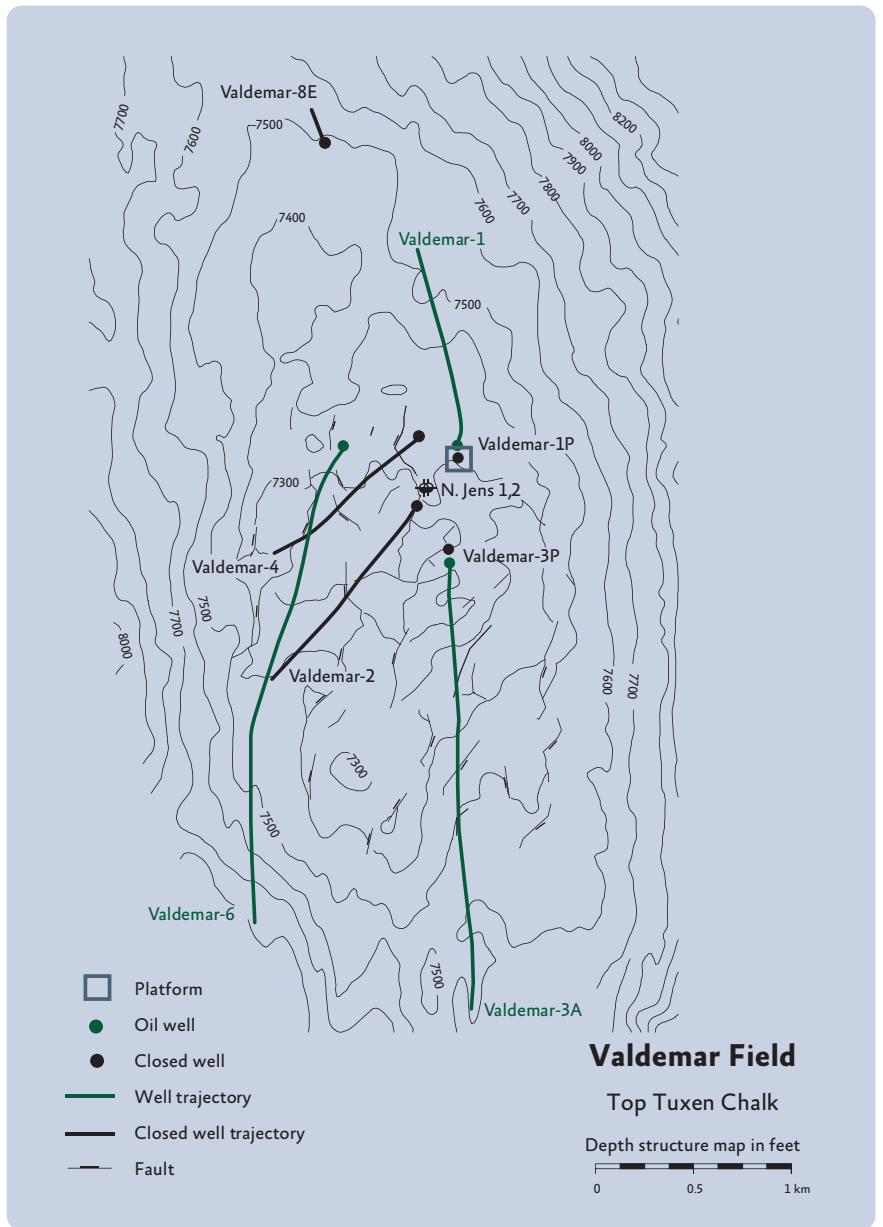 Valdemar-8E
7700
7600
7500
8200
8000
7900
7800
7700
7600
7400
Valdemar-1
7500
Valdemar-1P
7300
N. Jens 1,2
Valdemar-4
Valdemar-3P
7500
7700
8000
Valdemar-2
7600
7700
7300
7500
Valdemar-6
7500
Valdemar-3A
Platform
Oil well
Closed well
Well trajectory
Closed well trajectory
Fault
Valdemar Field
Top Tuxen Chalk
Depth structure map in feet
0 0.5 1 km